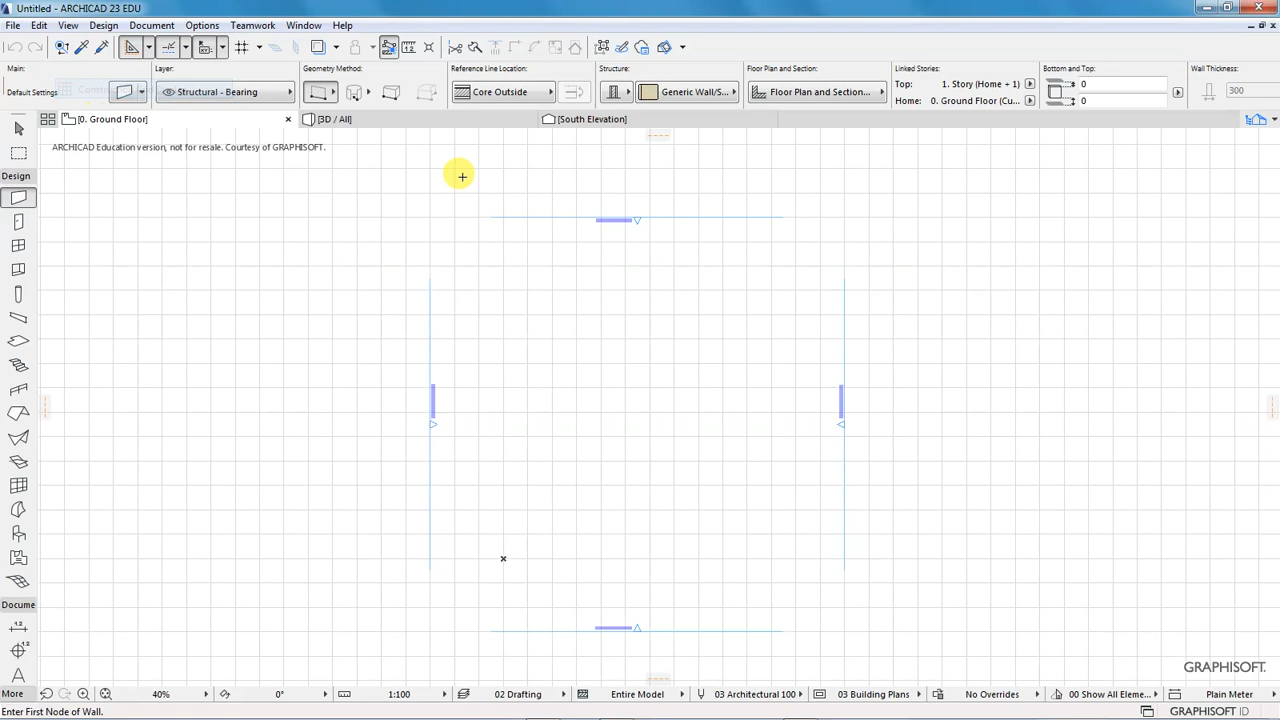 Untitled - ARCHICAD 23 EDU
File Edit View Design Document Options Teamwork Window Help
Main: Layer: Geometry Method: Reference Line Location: Structure: Floor Plan and Section: Linked Stories: Bottom and Top: Wall Thickness:
Default Settings Structural - Bearing Core Outside Generic Wall/S... Floor Plan and Section... Top: 1. Story (Home + 1) 0 300
Home: 0. Ground Floor (Cu... 0
[0. Ground Floor] [3D / All] [South Elevation]
ARCHICAD Education version, not for resale. Courtesy of GRAPHISOFT.
Design
Docume
1.2
1.2
A
GRAPHISOFT.
More 40% 0° 1:100 02 Drafting Entire Model 03 Architectural 100 03 Building Plans No Overrides 00 Show All Eleme... Plain Meter
Enter First Node of Wall. GRAPHISOFT ID